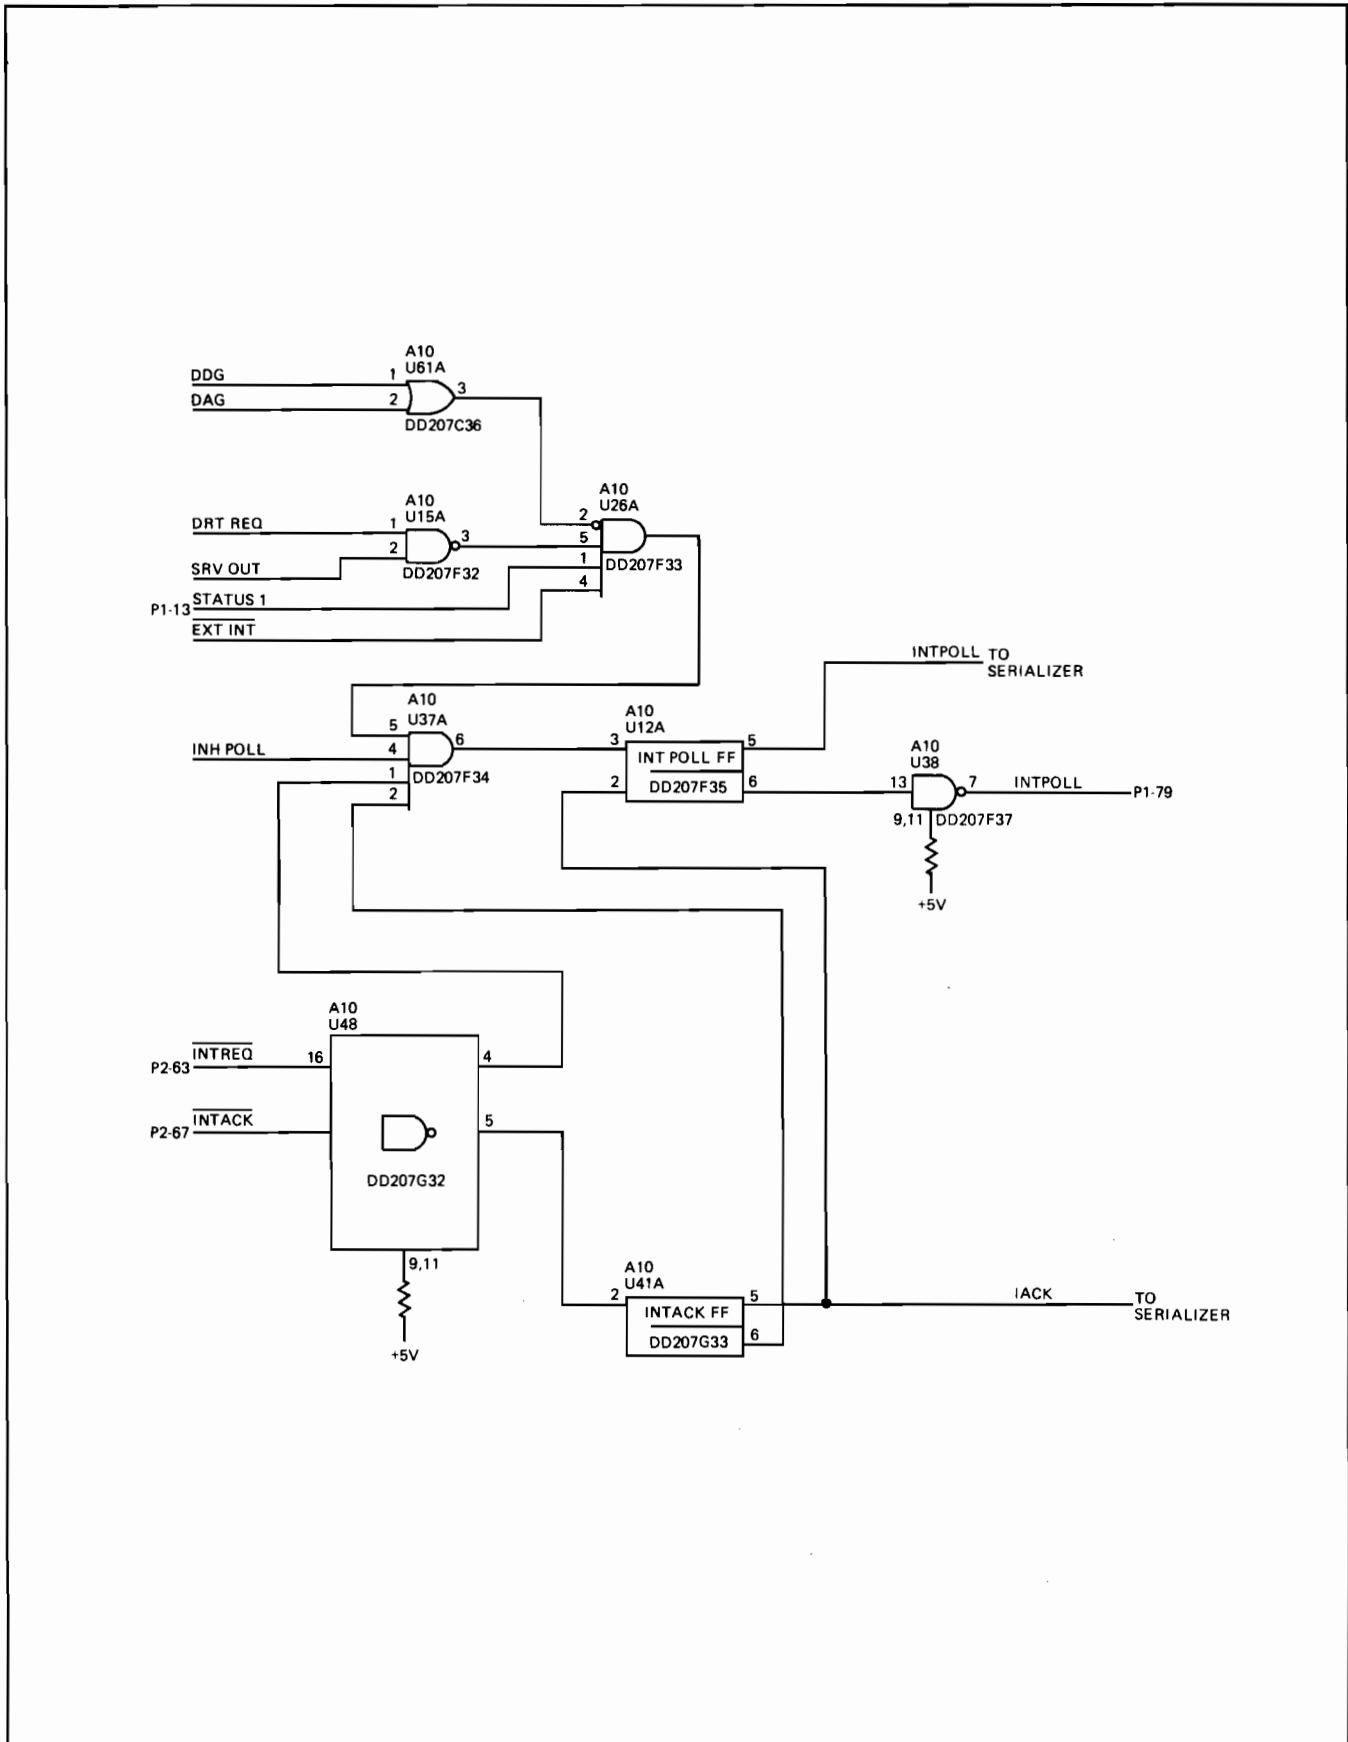 A10
U61A
DDG 1 3
DAG 2
DD207C36
A10
U26A
A10
U15A
2
DRT REQ 1 3 5
2 1 DD207F33
SRV OUT DD207F32
4
P1-13 STATUS 1
EXT INT
INTPOLL TO
SERIALIZER
A10
U37A
A10
U12A
5 6 3 5
INH POLL 4 INT POLL FF
A10
U38
1 DD207F34
2 DD207F35 6 13 7 INTPOLL P1-79
2
9,11 DD207F37
+5V
A10
U48
P2-63 INTREQ 16 4
P2-67 INTACK 5
DD207G32
9,11
A10
U41A
2 INTACK FF 5 IACK TO
SERIALIZER
DD207G33 6
+5V